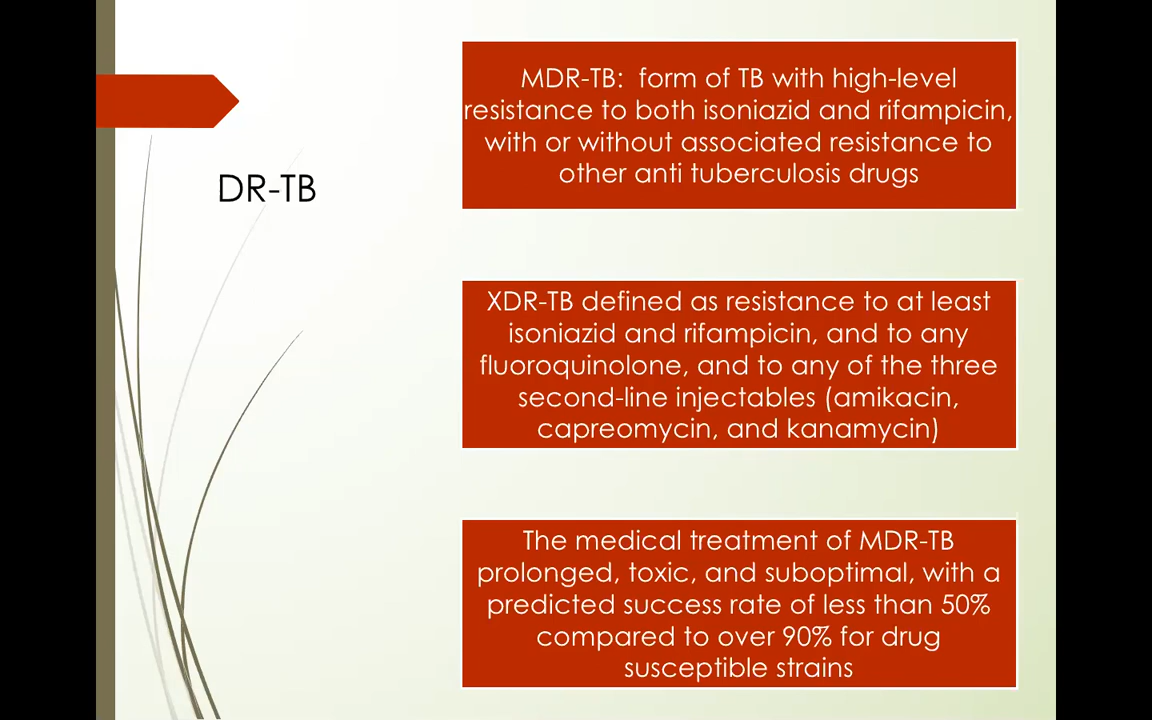 DR-TB
MDR-TB: form of TB with high-level
resistance to both isoniazid and rifampicin,
with or without associated resistance to
other anti tuberculosis drugs
XDR-TB defined as resistance to at least
isoniazid and rifampicin, and to any
fluoroquinolone, and to any of the three
second-line injectables (amikacin,
capreomycin, and kanamycin)
The medical treatment of MDR-TB
prolonged, toxic, and suboptimal, with a
predicted success rate of less than 50%
compared to over 90% for drug
susceptible strains